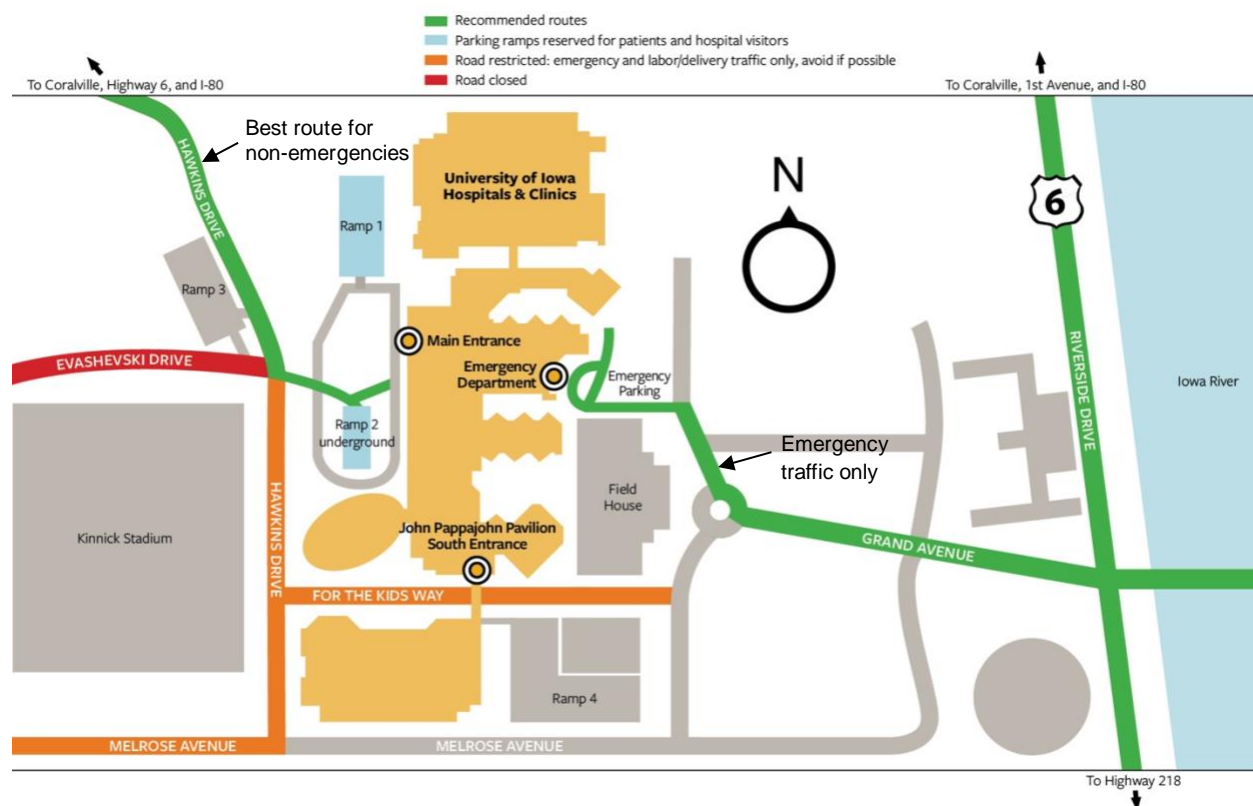 Recommended routes
Parking ramps reserved for patients and hospital visitors
Road restricted: emergency and labor/delivery traffic only, avoid if possible
Road closed
To Coralville, Highway 6, and I-80
To Coralville, 1st Avenue, and I-80
Best route for
non-emergencies
HAWKINS DRIVE
University of Iowa
Hospitals & Clinics
N
6
Ramp 1
Ramp 3
Main Entrance
EVASHEVSKI DRIVE
Emergency
Department
Emergency
Parking
RIVERSIDE DRIVE
Iowa River
Ramp 2
underground
Emergency
traffic only
Field
House
Kinnick Stadium
HAWKINS DRIVE
John Pappajohn Pavilion
South Entrance
GRAND AVENUE
FOR THE KIDS WAY
Ramp 4
MELROSE AVENUE
MELROSE AVENUE
To Highway 218